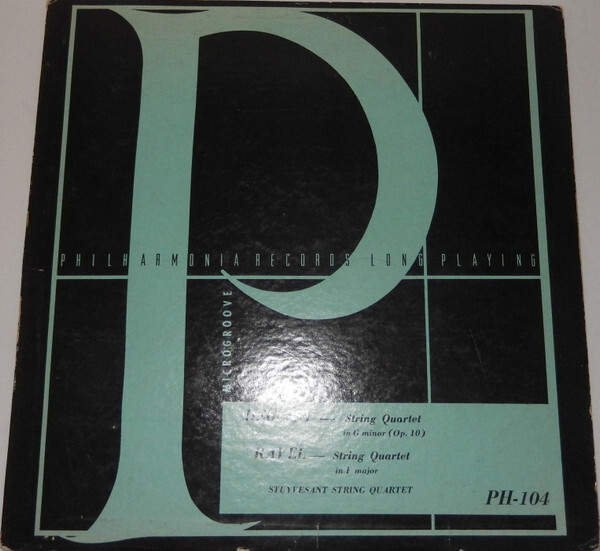 P
PHILHARMONIA RECORDS LONG PLAYING
MICROGROOVE
— String Quartet
in G minor (Op. 10)
RAVEL — String Quartet
in F major
STUYVESANT STRING QUARTET
PH-104